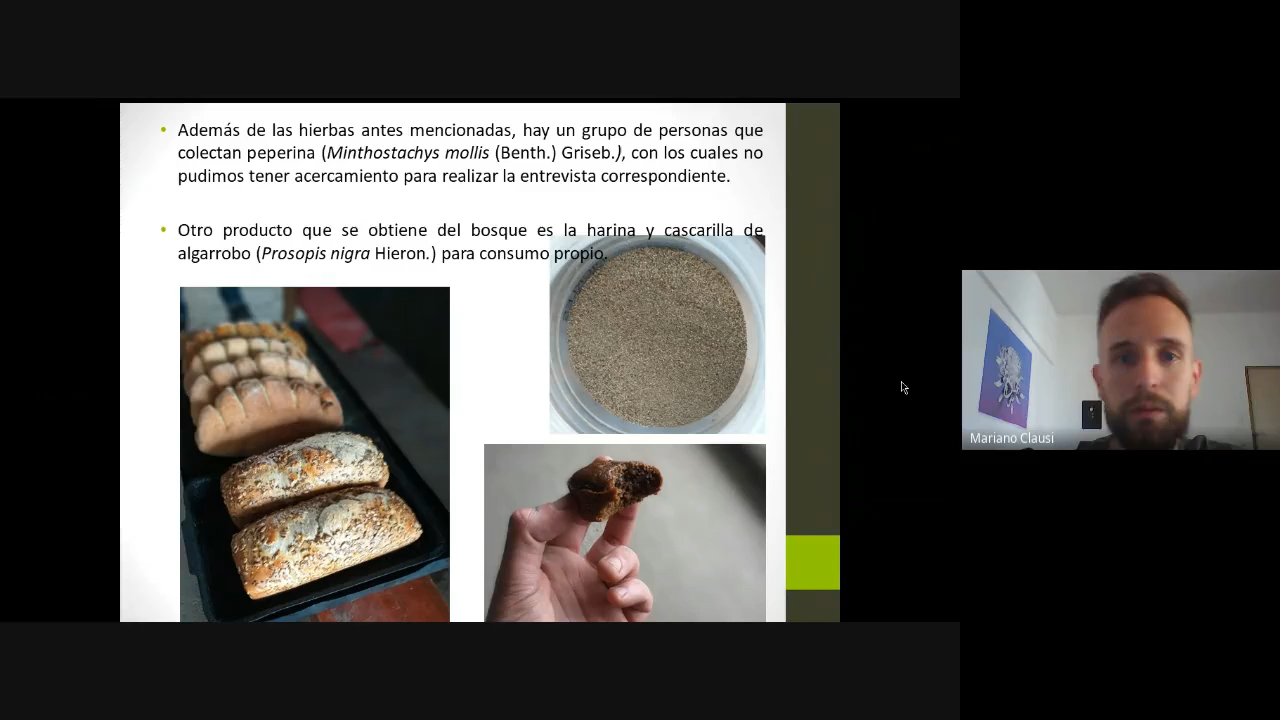 • Además de las hierbas antes mencionadas, hay un grupo de personas que
colectan peperina (Minthostachys mollis (Benth.) Griseb.), con los cuales no
pudimos tener acercamiento para realizar la entrevista correspondiente.
• Otro producto que se obtiene del bosque es la harina y cascarilla de
algarrobo (Prosopis nigra Hieron.) para consumo propio.
Mariano Clausi